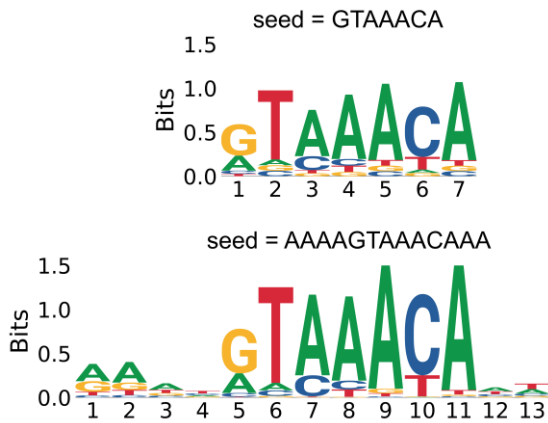 seed = GTAAACA
1.5
1.0
Bits
0.5
0.0
GTAAACA
1 2 3 4 5 6 7
seed = AAAAGTAAACAAA
1.5
1.0
Bits
0.5
0.0
AAATGTAAACAAT
1 2 3 4 5 6 7 8 9 10 11 12 13